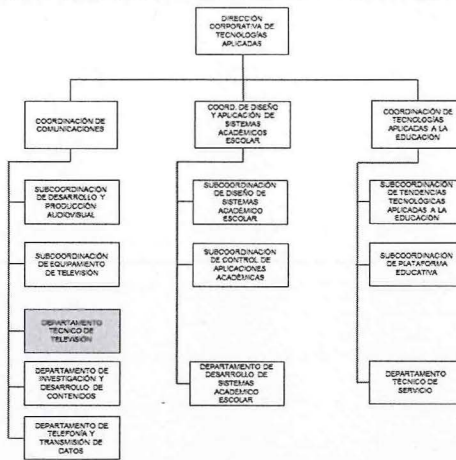 DIRECCIÓN
CORPORATIVA DE
TECNOLOGÍAS
APLICADAS
COORDINACIÓN DE
COMUNICACIONES
COORD. DE DISEÑO
Y APLICACIÓN DE
SISTEMAS
ACADÉMICOS
ESCOLAR
COORDINACIÓN DE
TECNOLOGÍAS
APLICADAS A LA
EDUCACIÓN
SUBCOORDINACIÓN
DE DESARROLLO Y
PRODUCCIÓN
AUDIOVISUAL
SUBCOORDINACIÓN
DE DISEÑO DE
SISTEMAS
ACADÉMICO
ESCOLAR
SUBCOORDINACIÓN
DE TENDENCIAS
TECNOLÓGICAS
APLICADAS A LA
EDUCACIÓN
SUBCOORDINACIÓN
DE EQUIPAMIENTO
DE TELEVISIÓN
SUBCOORDINACIÓN
DE CONTROL DE
APLICACIONES
ACADÉMICAS
SUBCOORDINACIÓN
DE PLATAFORMA
EDUCATIVA
DEPARTAMENTO
TÉCNICO DE
TELEVISIÓN
DEPARTAMENTO
DE INVESTIGACIÓN Y
DESARROLLO DE
CONTENIDOS
DEPARTAMENTO DE
DESARROLLO DE
SISTEMAS
ACADÉMICO
ESCOLAR
DEPARTAMENTO
TÉCNICO DE
SERVICIO
DEPARTAMENTO
DE TELEFONÍA Y
TRANSMISIÓN DE
DATOS